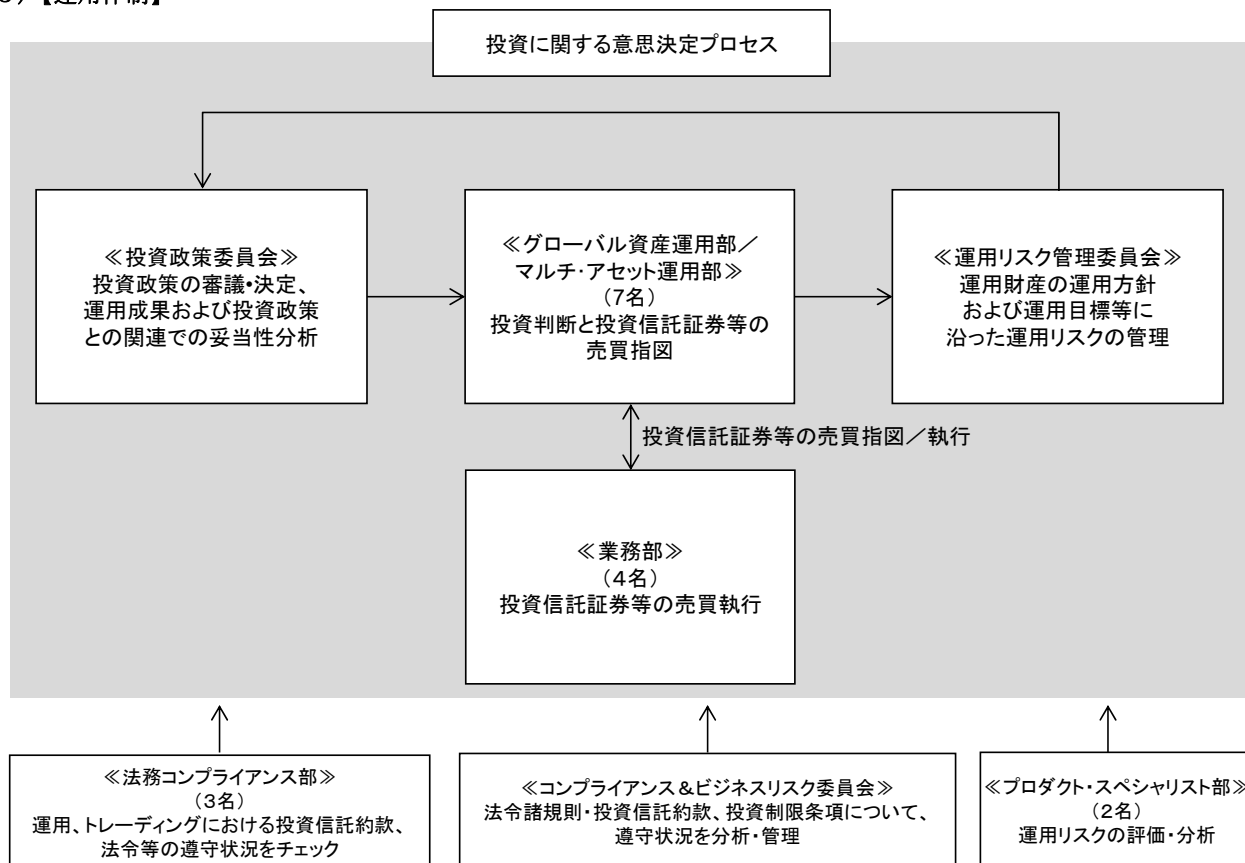 【運用体制】
投資に関する意思決定プロセス
≪投資政策委員会≫
投資政策の審議・決定、
運用成果および投資政策
との関連での妥当性分析
≪グローバル資産運用部／
マルチ・アセット運用部≫
(7名)
投資判断と投資信託証券等の
売買指図
≪運用リスク管理委員会≫
運用財産の運用方針
および運用目標等に
沿った運用リスクの管理
投資信託証券等の売買指図／執行
≪業務部≫
(4名)
投資信託証券等の売買執行
≪法務コンプライアンス部≫
(3名)
運用、トレーディングにおける投資信託約款、
法令等の遵守状況をチェック
≪コンプライアンス＆ビジネスリスク委員会≫
法令諸規則・投資信託約款、投資制限条項について、
遵守状況を分析・管理
≪プロダクト・スペシャリスト部≫
(2名)
運用リスクの評価・分析